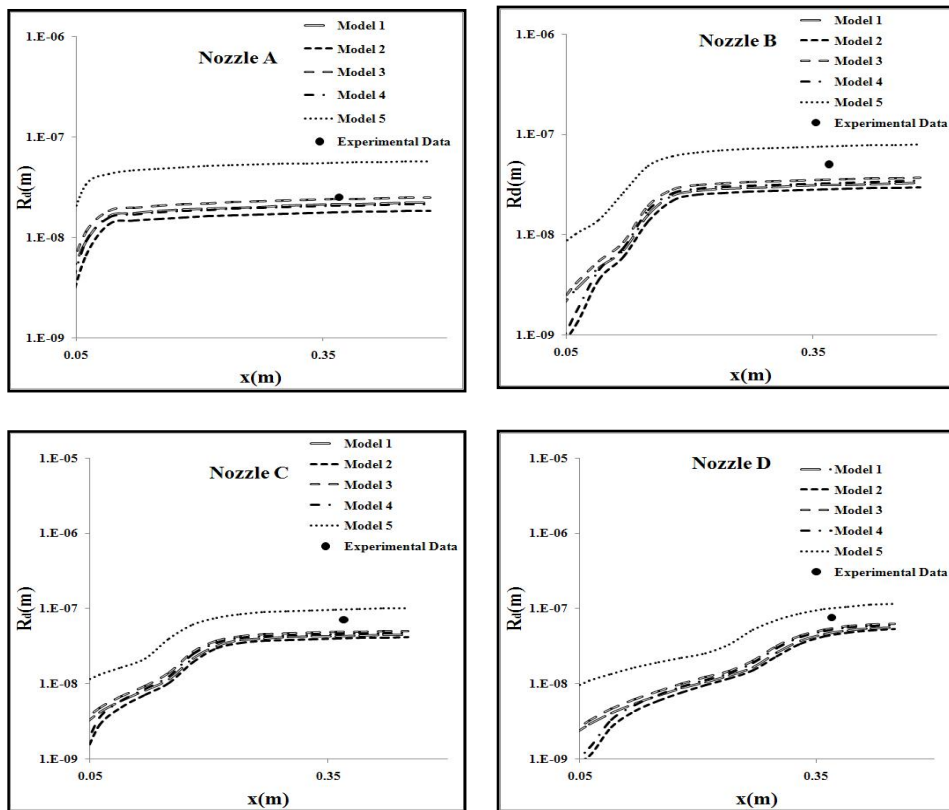 1.E-06
Model 1
Model 2
Model 3
Model 4
Model 5
Experimental Data
Nozzle A
1.E-07
1.E-08
1.E-09
Rd(m)
0.05
0.35
x(m)
1.E-06
Model 1
Model 2
Model 3
Model 4
Model 5
Experimental Data
Nozzle B
1.E-07
1.E-08
1.E-09
Rd(m)
0.05
0.35
x(m)
1.E-05
Model 1
Model 2
Model 3
Model 4
Model 5
Experimental Data
Nozzle C
1.E-06
1.E-07
1.E-08
1.E-09
Rd(m)
0.05
0.35
x(m)
1.E-05
Model 1
Model 2
Model 3
Model 4
Model 5
Experimental Data
Nozzle D
1.E-06
1.E-07
1.E-08
1.E-09
Rd(m)
0.05
0.35
x(m)